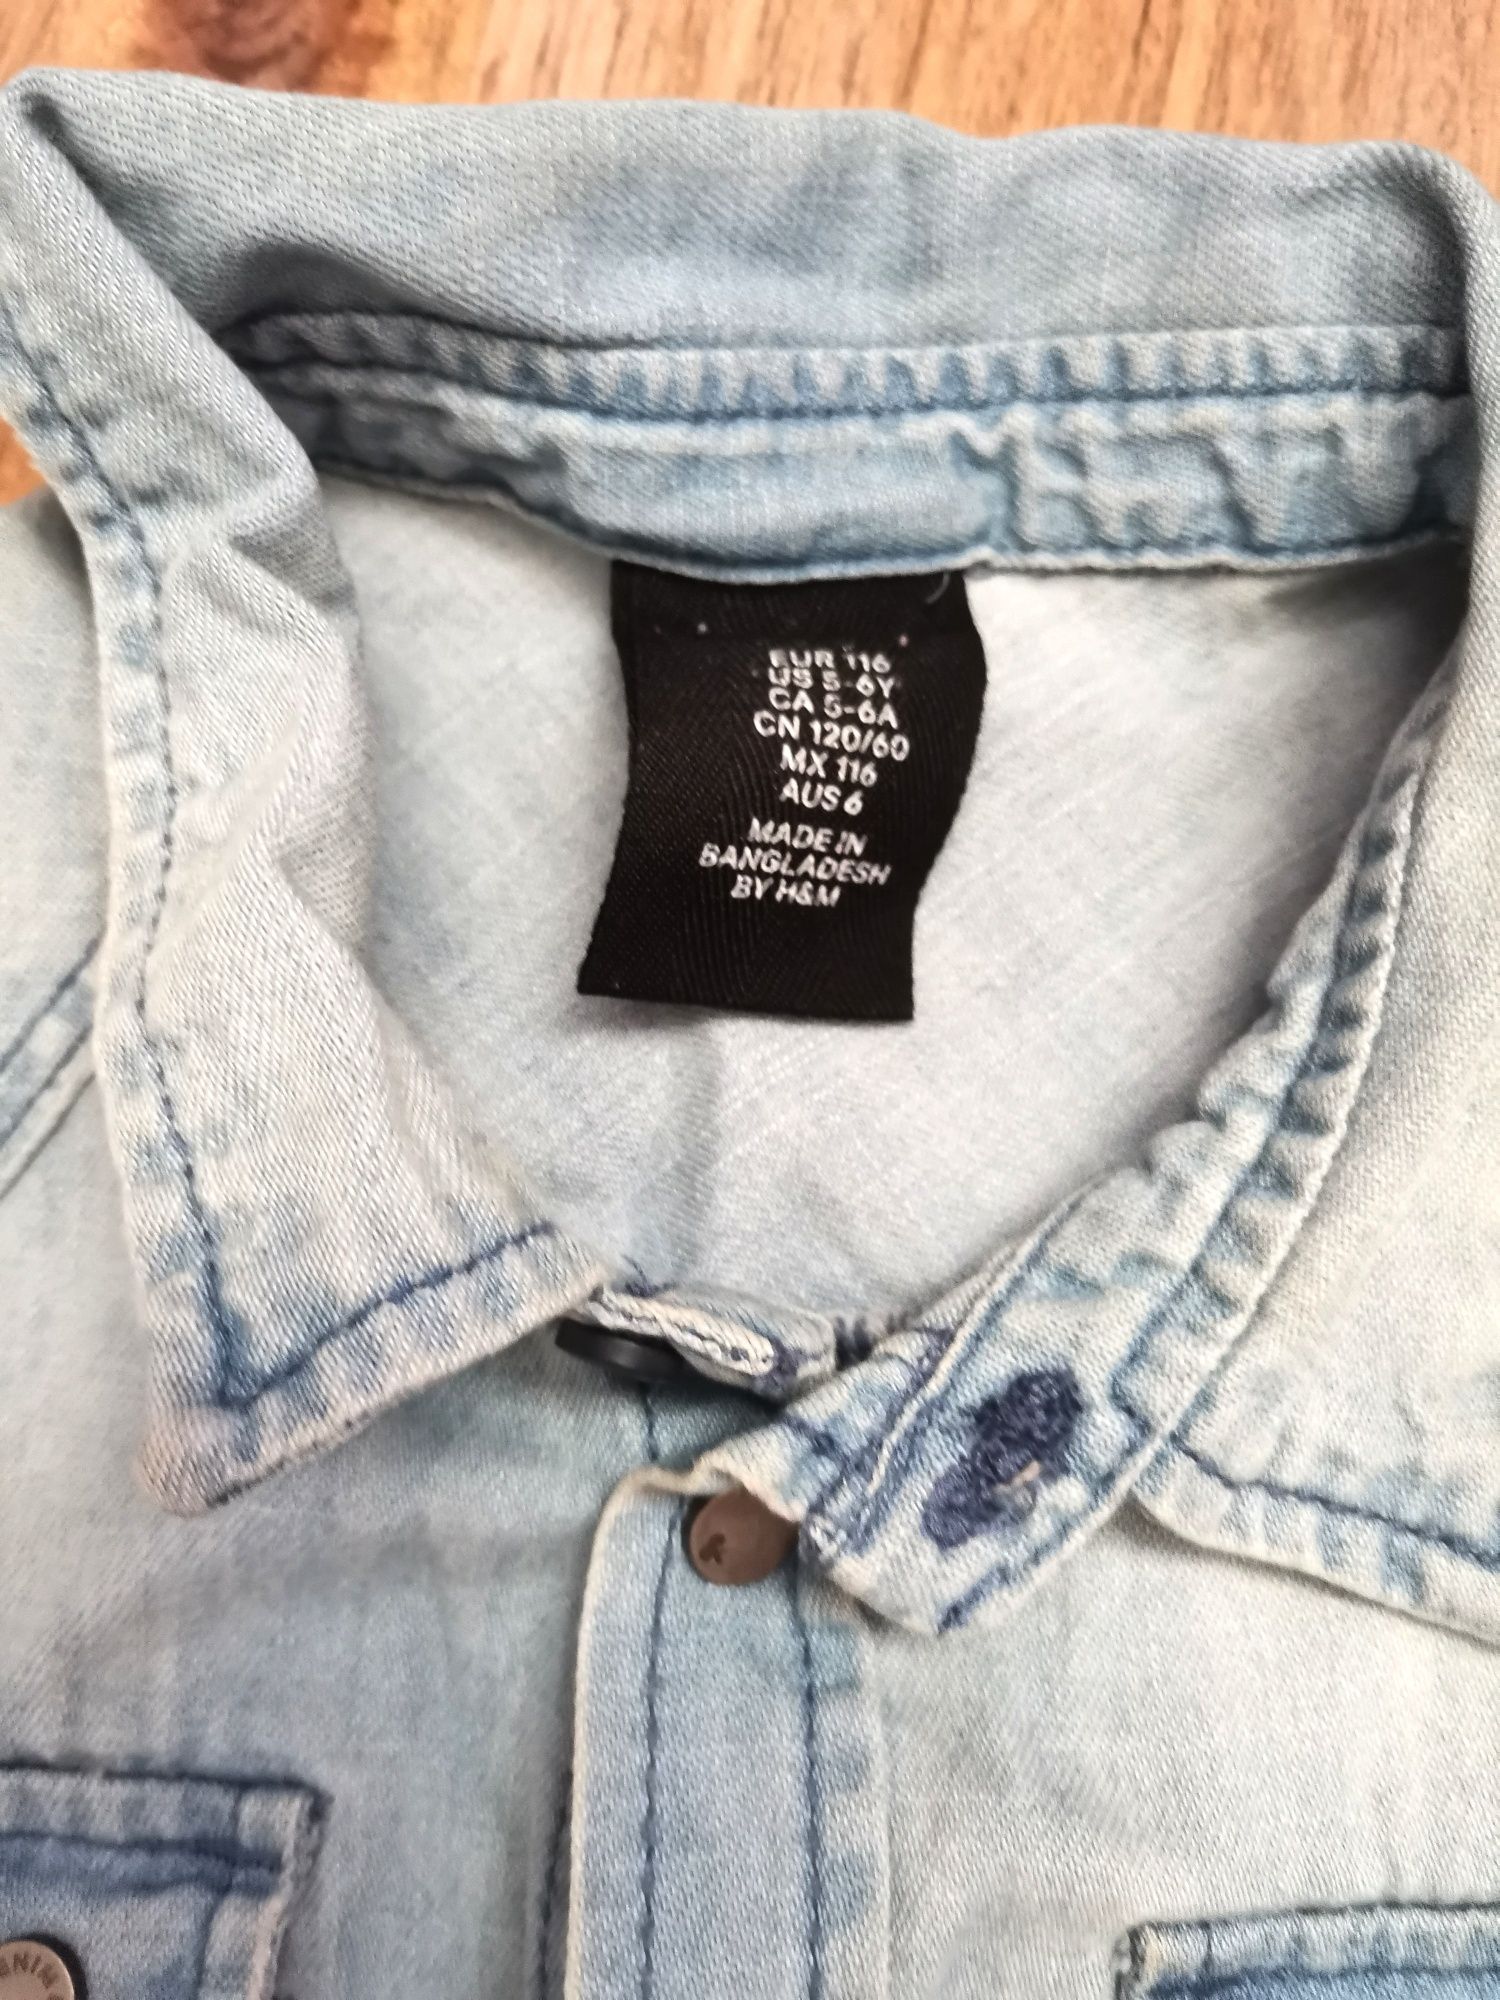 EUR 116
US 5-6Y
CA 5-6A
CN 120/60
MX 116
AUS 6
MADE IN
BANGLADESH
BY H&M